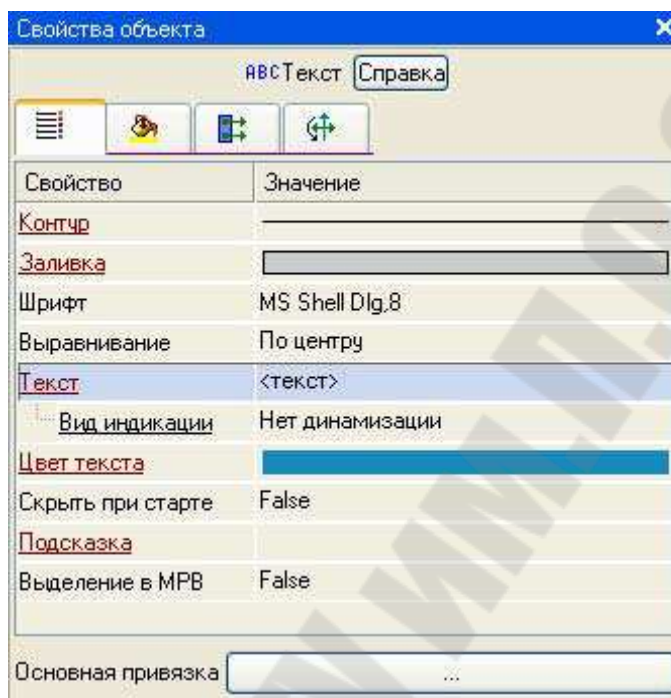 Свойства объекта
ABCТекст Справка
Свойство Значение
Контур
Заливка
Шрифт MS Shell Dlg,8
Выравнивание По центру
Текст <текст>
Вид индикации Нет динамизации
Цвет текста
Скрыть при старте False
Подсказка
Выделение в МРВ False
Основная привязка ...